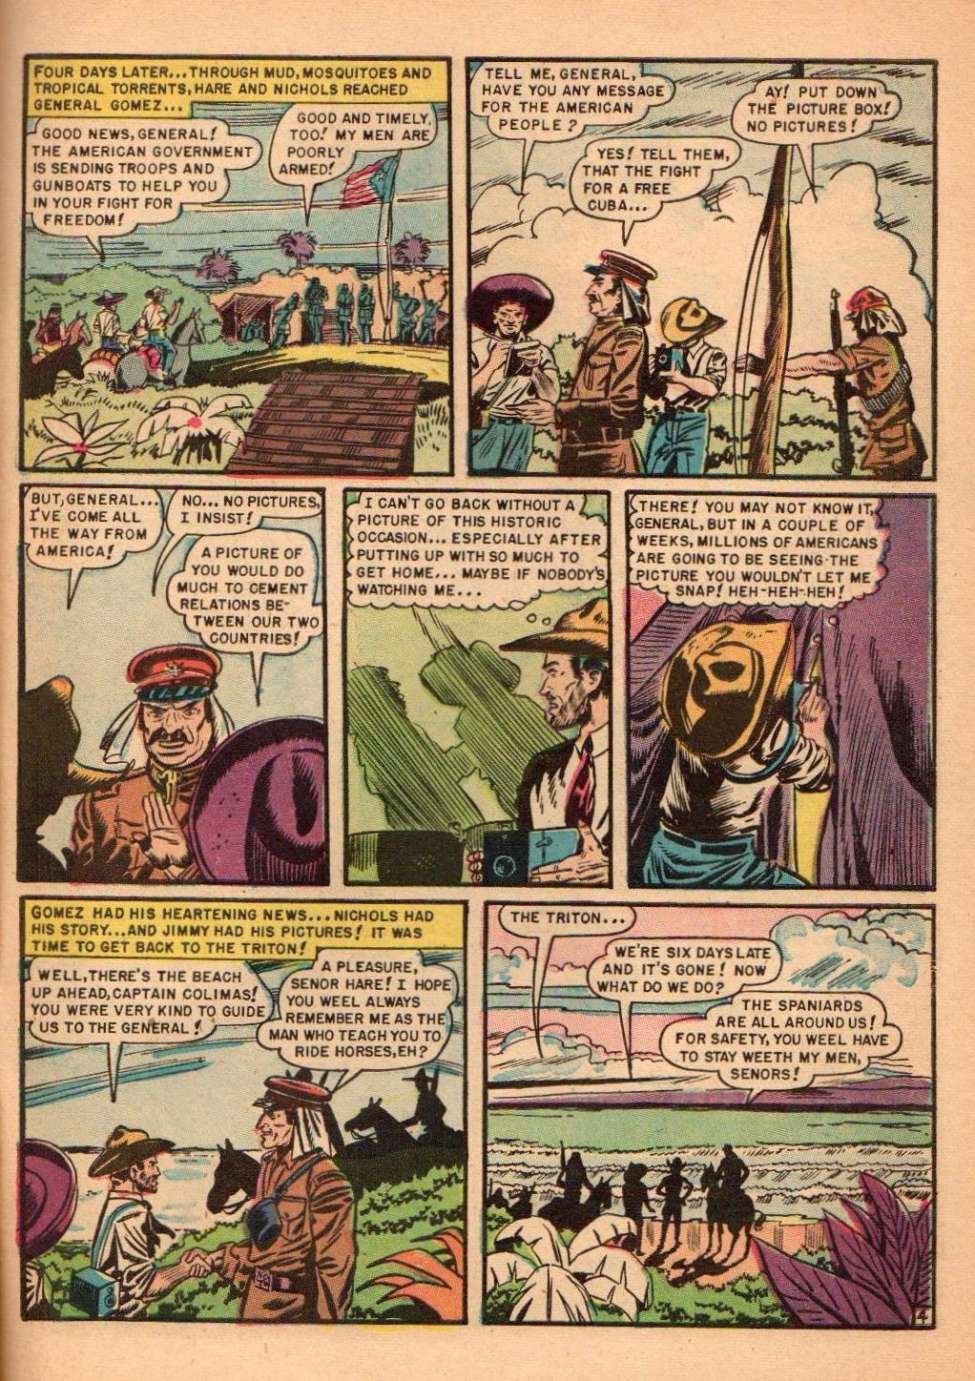 FOUR DAYS LATER... THROUGH MUD, MOSQUITOES AND
TROPICAL TORRENTS, HARE AND NICHOLS REACHED
GENERAL GOMEZ...
GOOD NEWS, GENERAL!
THE AMERICAN GOVERNMENT
IS SENDING TROOPS AND
GUNBOATS TO HELP YOU
IN YOUR FIGHT FOR
FREEDOM!
GOOD AND TIMELY,
TOO! MY MEN ARE
POORLY
ARMED!
TELL ME, GENERAL,
HAVE YOU ANY MESSAGE
FOR THE AMERICAN
PEOPLE?
YES! TELL THEM,
THAT THE FIGHT
FOR A FREE
CUBA...
AY! PUT DOWN
THE PICTURE BOX!
NO PICTURES!
BUT, GENERAL...
I'VE COME ALL
THE WAY FROM
AMERICA!
NO... NO PICTURES,
I INSIST!
A PICTURE OF
YOU WOULD DO
MUCH TO CEMENT
RELATIONS BE-
TWEEN OUR TWO
COUNTRIES!
I CAN'T GO BACK WITHOUT A
PICTURE OF THIS HISTORIC
OCCASION... ESPECIALLY AFTER
PUTTING UP WITH SO MUCH TO
GET HOME... MAYBE IF NOBODY'S
WATCHING ME...
THERE! YOU MAY NOT KNOW IT,
GENERAL, BUT IN A COUPLE OF
WEEKS, MILLIONS OF AMERICANS
ARE GOING TO BE SEEING THE
PICTURE YOU WOULDN'T LET ME
SNAP! HEH-HEH-HEH!
GOMEZ HAD HIS HEARTENING NEWS... NICHOLS HAD
HIS STORY...AND JIMMY HAD HIS PICTURES! IT WAS
TIME TO GET BACK TO THE TRITON!
WELL, THERE'S THE BEACH
UP AHEAD, CAPTAIN COLIMAS!
YOU WERE VERY KIND TO GUIDE
US TO THE GENERAL!
A PLEASURE,
SENOR HARE! I HOPE
YOU WEEL ALWAYS
REMEMBER ME AS THE
MAN WHO TEACH YOU TO
RIDE HORSES, EH?
THE TRITON...
WE'RE SIX DAYS LATE
AND IT'S GONE! NOW
WHAT DO WE DO?
THE SPANIARDS
ARE ALL AROUND US!
FOR SAFETY, YOU WEEL HAVE
TO STAY WEETH MY MEN,
SENORS!
4